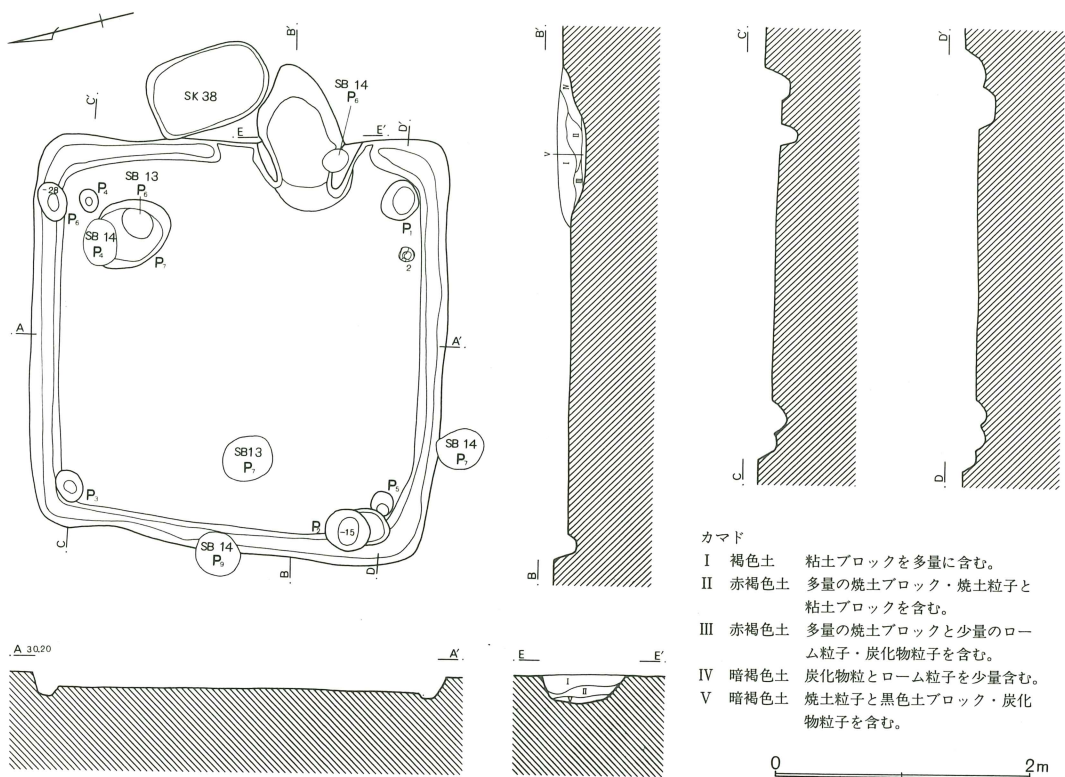 B′
SB 14
P₆
SK 38
C′
E
E′
D′
-28
P₆
P₄
SB 13
P₆
SB 14
P₄
P₇
P₁
2
A
A′
SB13
P₇
SB 14
P₇
P₃
P₅
P₂
-15
C
SB 14
P₉
B
D
B′
IV
II
V
I
III
B
C′
C
D′
D
A 30,20
A′
E
E′
I
II
カマド
I 褐色土 粘土ブロックを多量に含む。
II 赤褐色土 多量の焼土ブロック・焼土粒子と
粘土ブロックを含む。
III 赤褐色土 多量の焼土ブロックと少量のロー
ム粒子・炭化物粒子を含む。
IV 暗褐色土 炭化物粒とローム粒子を少量含む。
V 暗褐色土 焼土粒子と黒色土ブロック・炭化
物粒子を含む。
0 2m